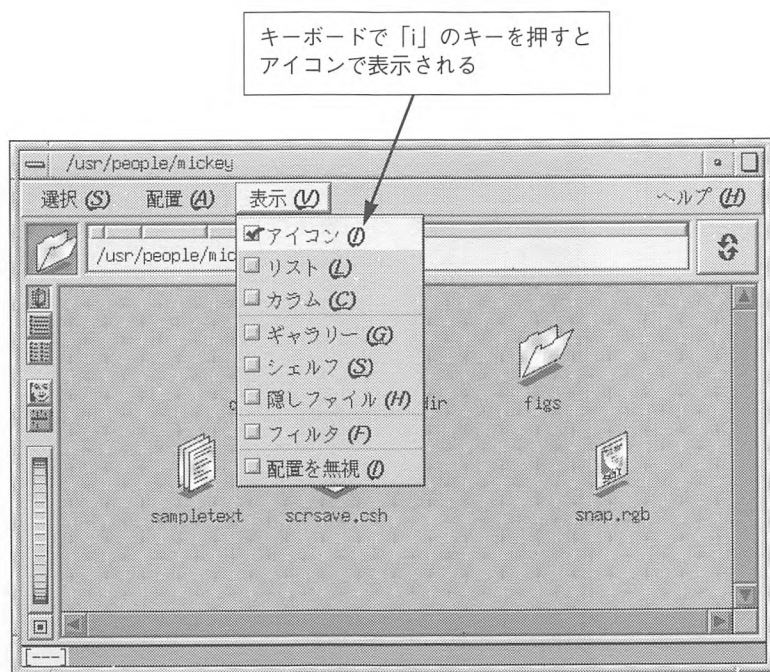 キーボードで「i」のキーを押すと
アイコンで表示される
/usr/people/mickey
選択 (S) 配置 (A) 表示 (V) ヘルプ (H)
/usr/people/mic
アイコン (I)
リスト (L)
カラム (C)
ギャラリー (G)
シェルフ (S)
隠しファイル (H)
フィルタ (F)
配置を無視 (I)
dir
figs
sampletext
scrsave.csh
snap.rgb
[---]